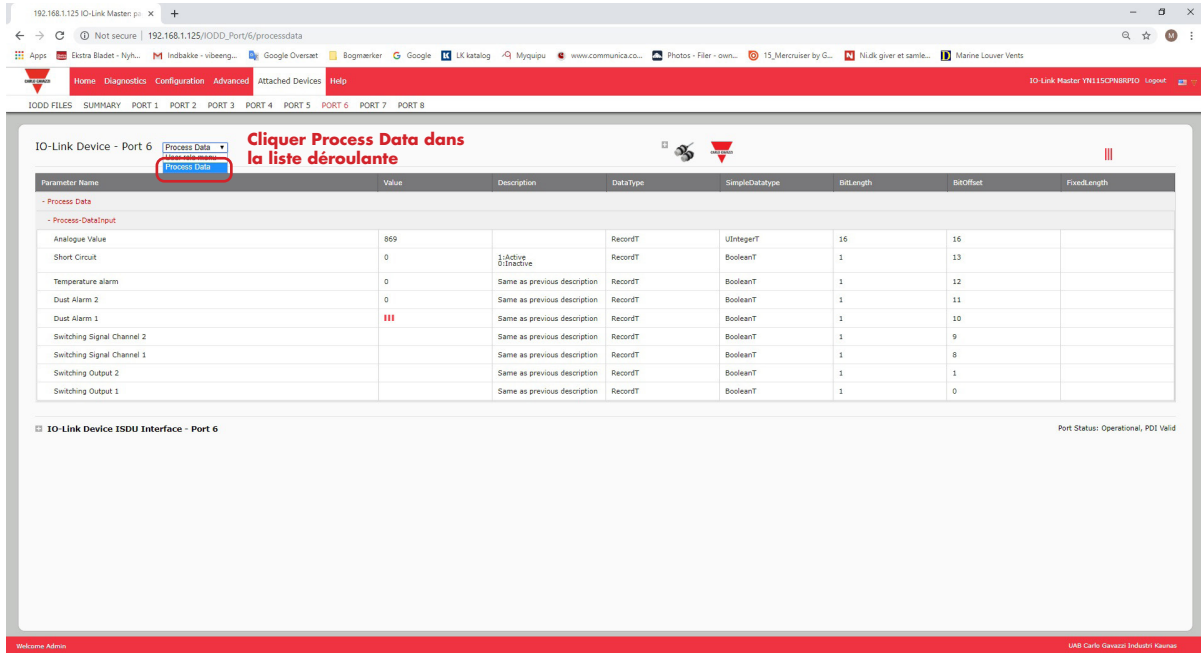 192.168.1.125 IO-Link Master: pa
Not secure | 192.168.1.125/IODD_Port/6/processdata
Apps Ekstra Bladet - Nyh... Indbakke - vibeeng... Google Oversæt Bogmærker Google LK katalog Myquipu www.communica.co... Photos - Filer - own... 15_Mercruiser by G... Ni.dk giver et samle... Marine Louver Vents
CARLO GAVAZZI Home Diagnostics Configuration Advanced Attached Devices Help IO-Link Master YN115CPN8RPIO Logout
IODD FILES SUMMARY PORT 1 PORT 2 PORT 3 PORT 4 PORT 5 PORT 6 PORT 7 PORT 8
IO-Link Device - Port 6 Process Data
User role menu
Process Data
Cliquer Process Data dans
la liste déroulante
CARLO GAVAZZI
Parameter Name Value Description DataType SimpleDatatype BitLength BitOffset FixedLength
- Process Data
- Process-DataInput
Analogue Value 869 RecordT UIntegerT 16 16
Short Circuit 0 1:Active 0:Inactive RecordT BooleanT 1 13
Temperature alarm 0 Same as previous description RecordT BooleanT 1 12
Dust Alarm 2 0 Same as previous description RecordT BooleanT 1 11
Dust Alarm 1 Same as previous description RecordT BooleanT 1 10
Switching Signal Channel 2 Same as previous description RecordT BooleanT 1 9
Switching Signal Channel 1 Same as previous description RecordT BooleanT 1 8
Switching Output 2 Same as previous description RecordT BooleanT 1 1
Switching Output 1 Same as previous description RecordT BooleanT 1 0
IO-Link Device ISDU Interface - Port 6 Port Status: Operational, PDI Valid
Welcome Admin UAB Carlo Gavazzi Industri Kaunas